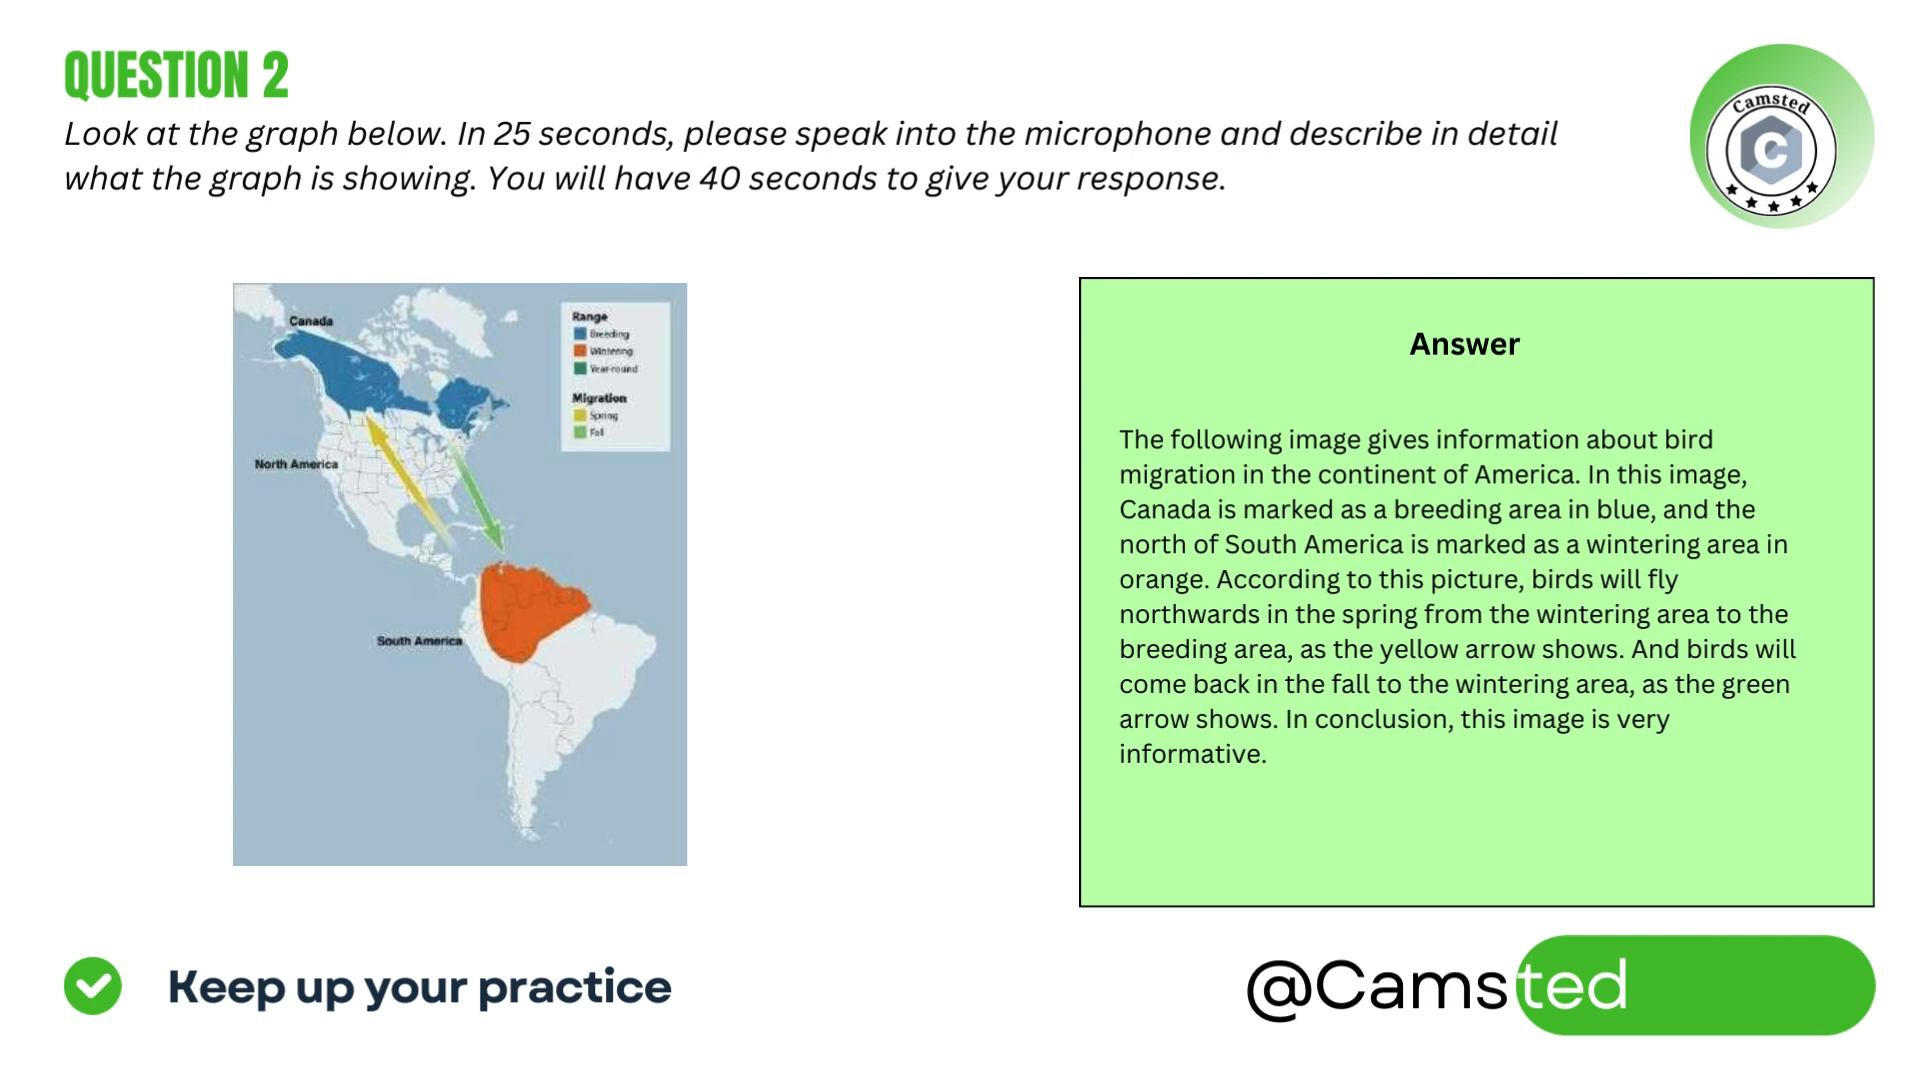 QUESTION 2
Look at the graph below. In 25 seconds, please speak into the microphone and describe in detail
what the graph is showing. You will have 40 seconds to give your response.
Camsted
C
Canada
Range
Breeding
Wintering
Year-round
Migration
Spring
Fall
North America
South America
Answer
The following image gives information about bird
migration in the continent of America. In this image,
Canada is marked as a breeding area in blue, and the
north of South America is marked as a wintering area in
orange. According to this picture, birds will fly
northwards in the spring from the wintering area to the
breeding area, as the yellow arrow shows. And birds will
come back in the fall to the wintering area, as the green
arrow shows. In conclusion, this image is very
informative.
Keep up your practice
@Camsted